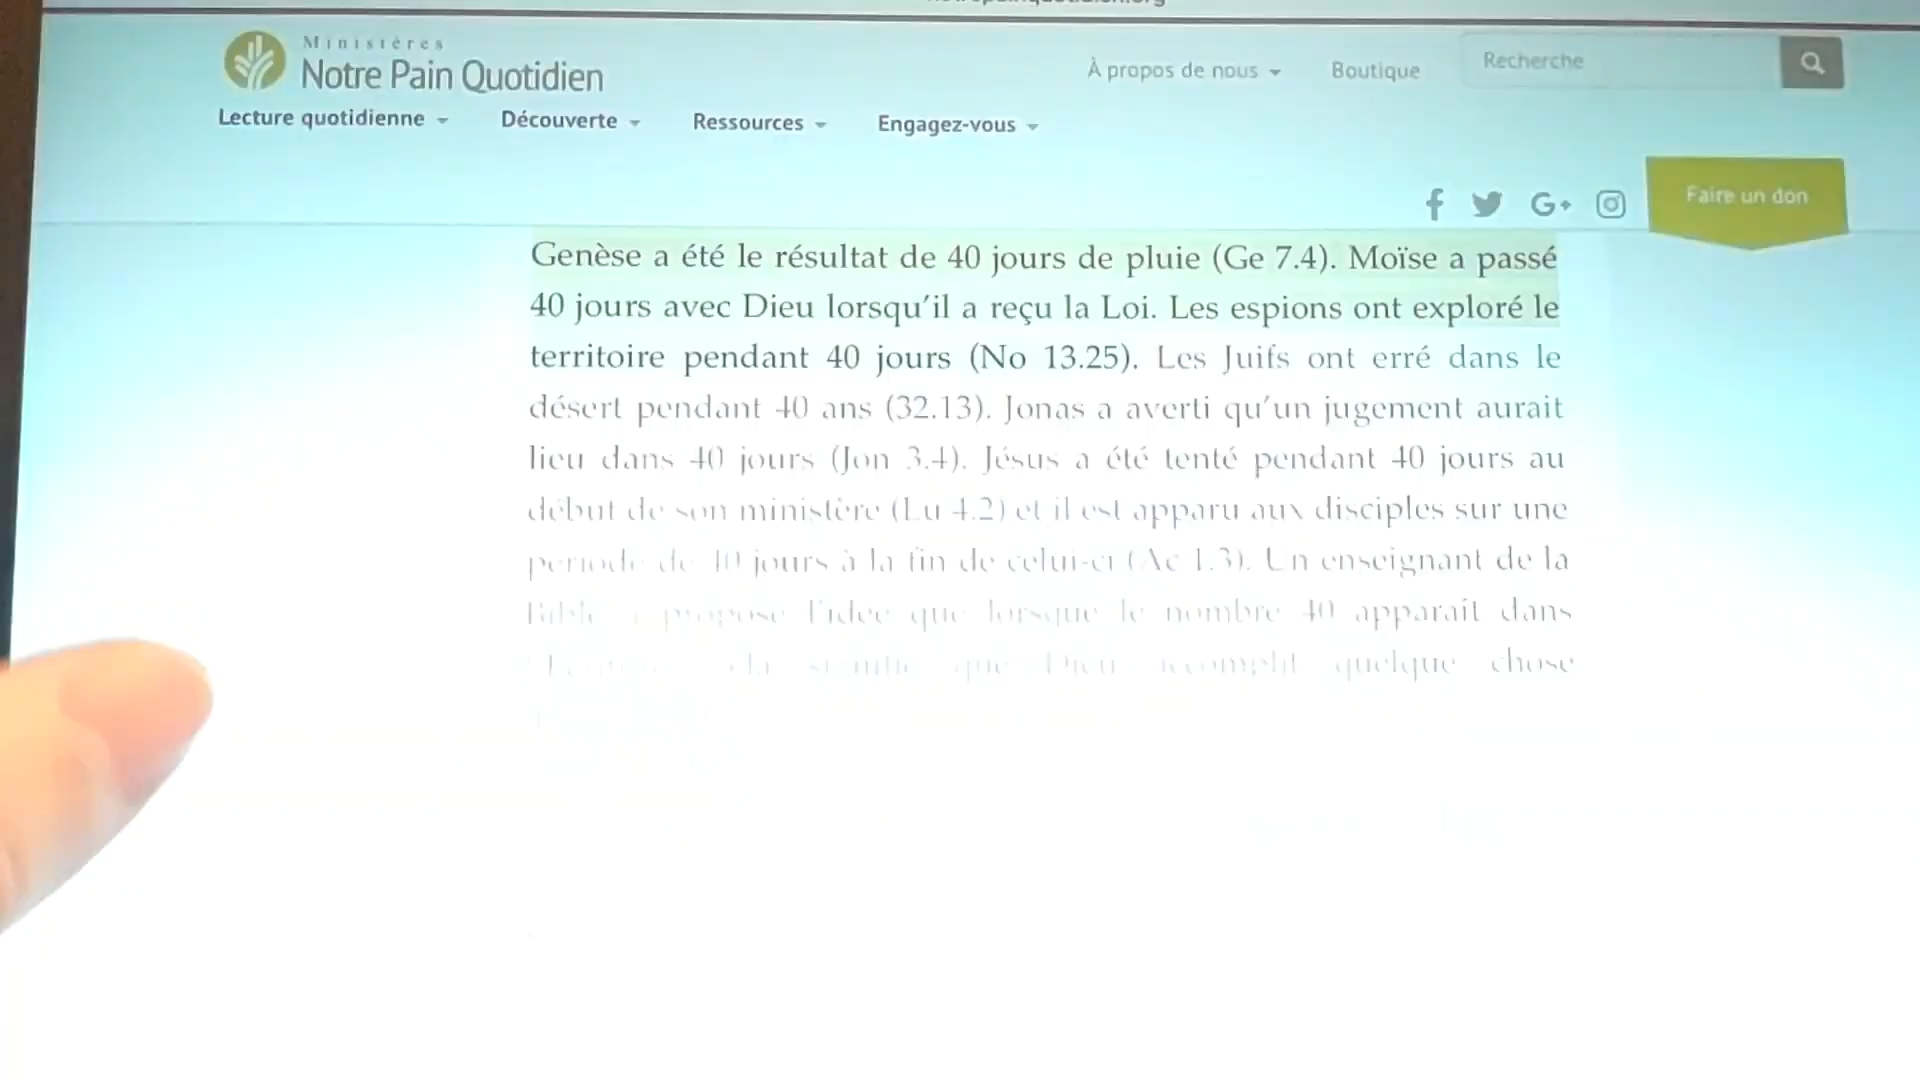 Ministères
Notre Pain Quotidien
À propos de nous
Boutique
Recherche
Lecture quotidienne
Découverte
Ressources
Engagez-vous
Faire un don
Genèse a été le résultat de 40 jours de pluie (Ge 7.4). Moïse a passé
40 jours avec Dieu lorsqu'il a reçu la Loi. Les espions ont exploré le
territoire pendant 40 jours (No 13.25). Les Juifs ont erré dans le
désert pendant 40 ans (32.13). Jonas a averti qu'un jugement aurait
lieu dans 40 jours (Jon 3.4). Jésus a été tenté pendant 40 jours au
début de son ministère (Lu 4.2) et il est apparu aux disciples sur une
période de 40 jours à la fin de celui-ci (Ac 1.3). Un enseignant de la
Bible a proposé l'idée que lorsque le nombre 40 apparaît dans
que Dieu accomplit quelque chose